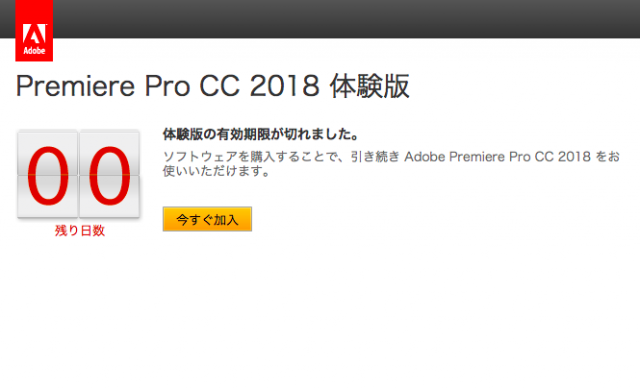 Adobe
Premiere Pro CC 2018 体験版
00
残り日数
体験版の有効期限が切れました。
ソフトウェアを購入することで、引き続き Adobe Premiere Pro CC 2018 をお
使いいただけます。
今すぐ加入